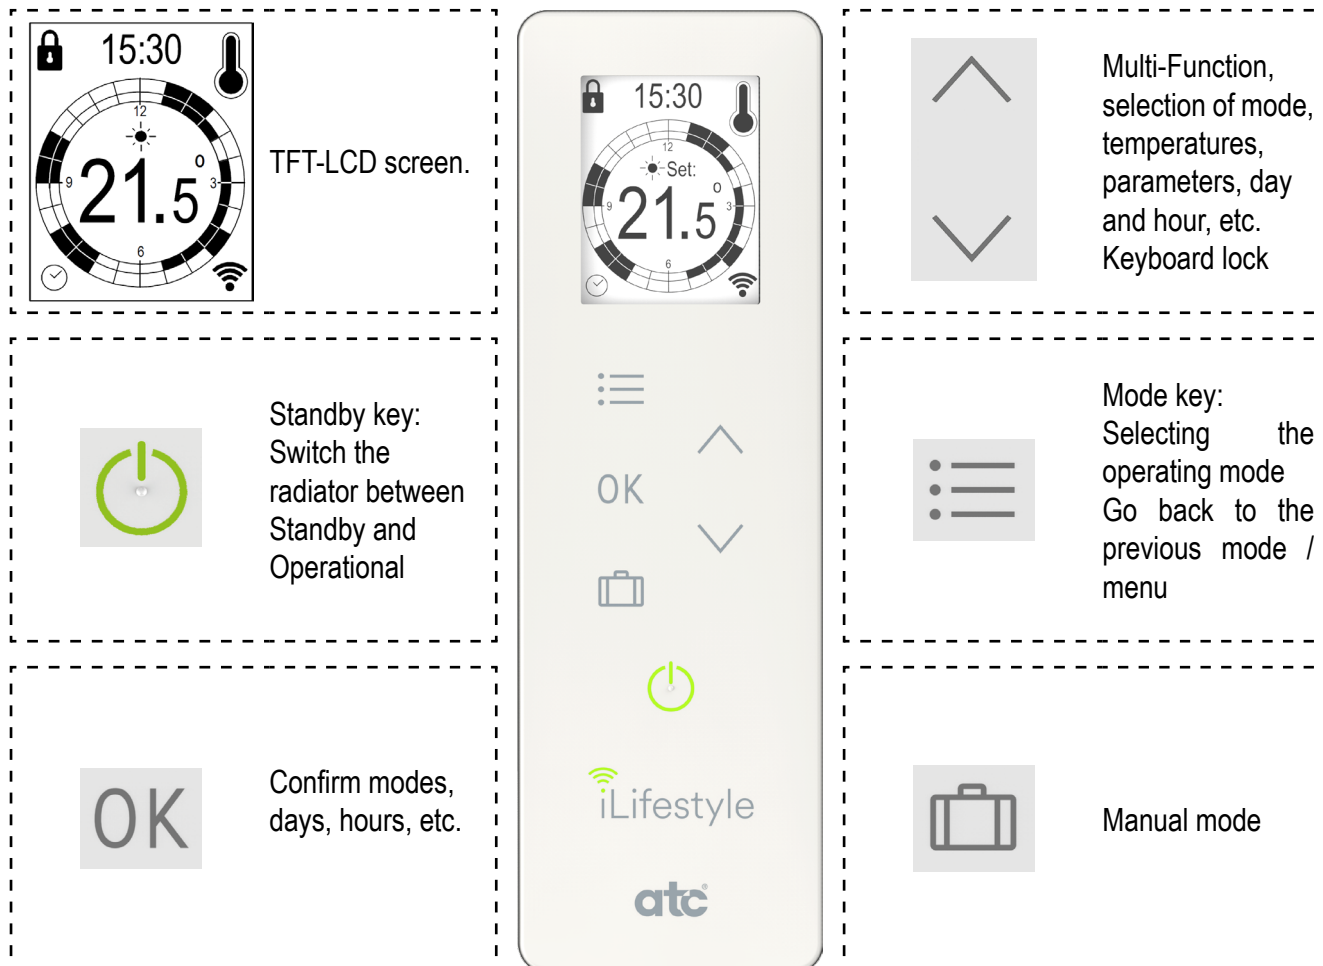 15:30
12
9
3
21.5°
6
TFT-LCD screen.
15:30
12
Set:
9
3
21.5°
6
Multi-Function,
selection of mode,
temperatures,
parameters, day
and hour, etc.
Keyboard lock
Standby key:
Switch the
radiator between
Standby and
Operational
OK
Mode key:
Selecting the
operating mode
Go back to the
previous mode /
menu
OK
Confirm modes,
days, hours, etc.
iLifestyle
atc®
Manual mode